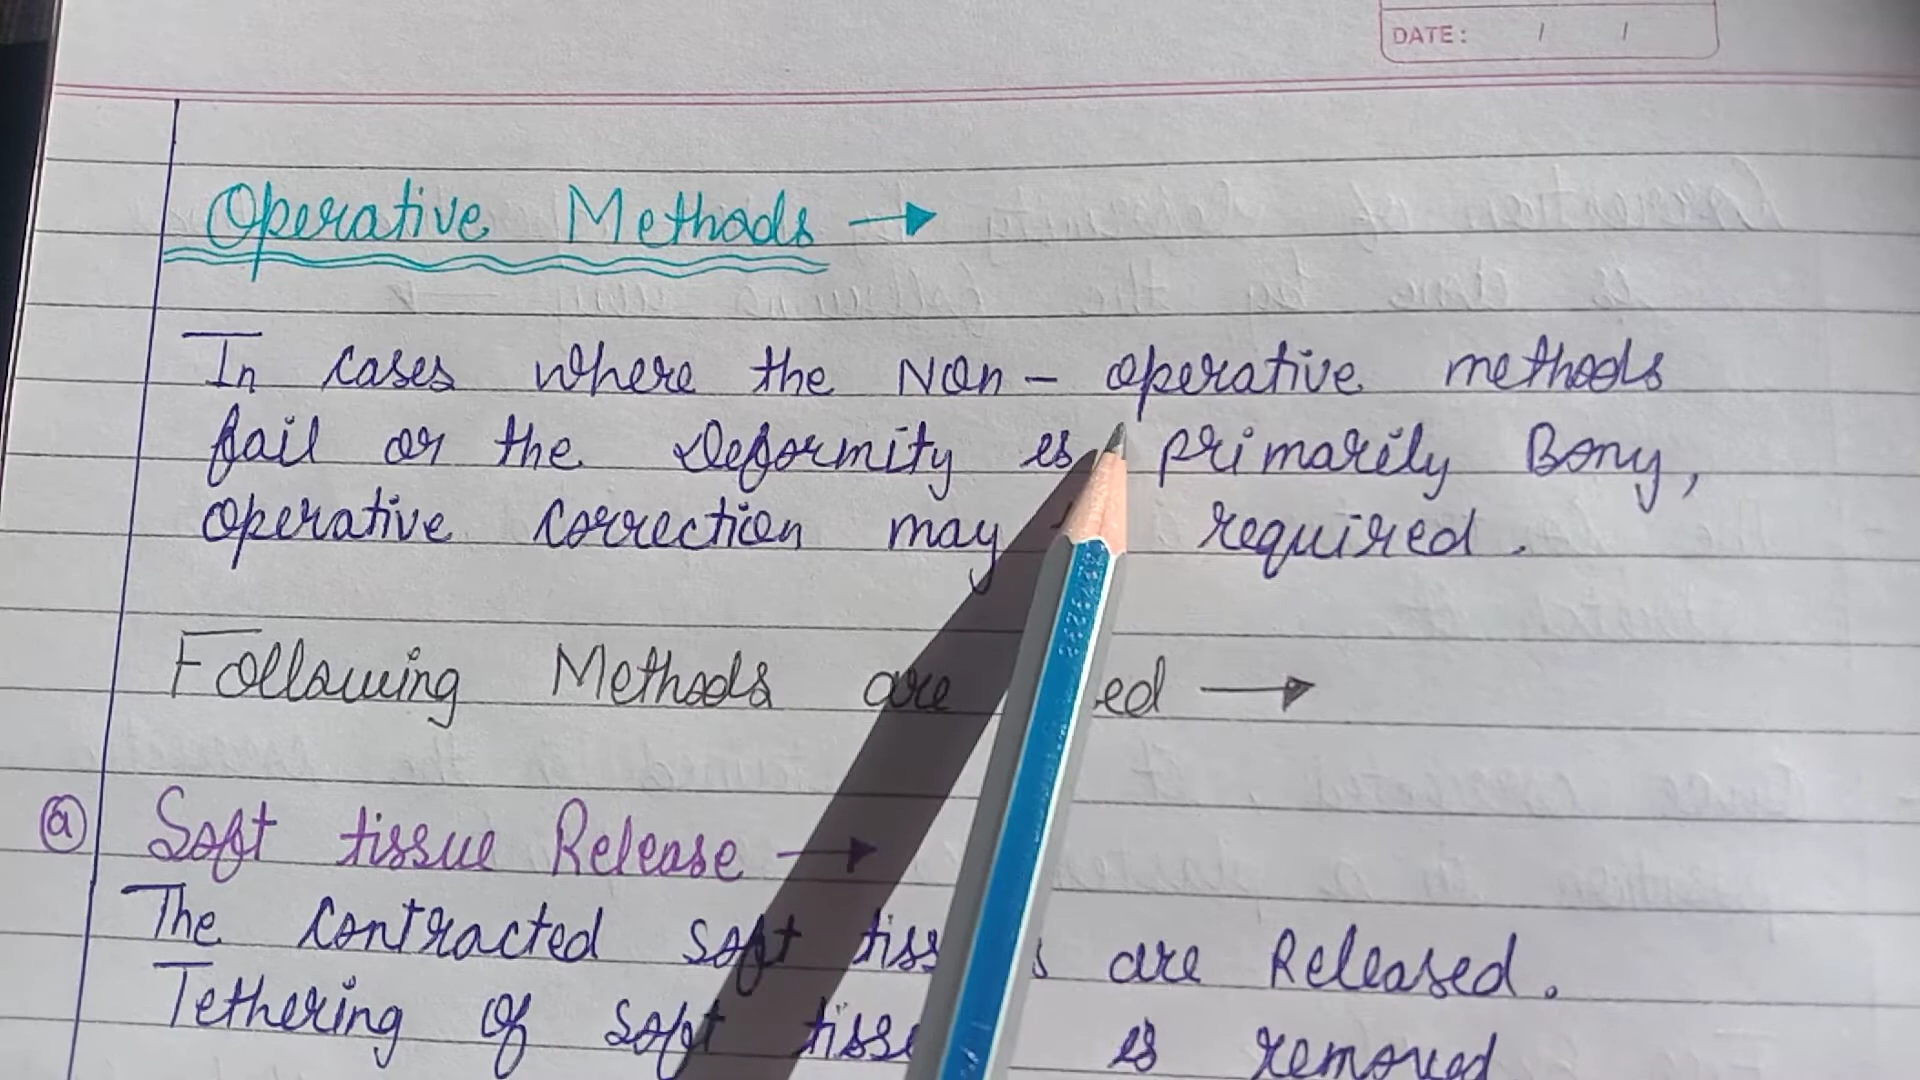 DATE: / /
Operative Methods →
In cases where the Non - operative methods
fail or the Deformity is primarily Bony,
operative correction may required.
Following Methods are →
ⓐ Soft tissue Release →
The contracted soft are Released.
Tethering of soft is removed